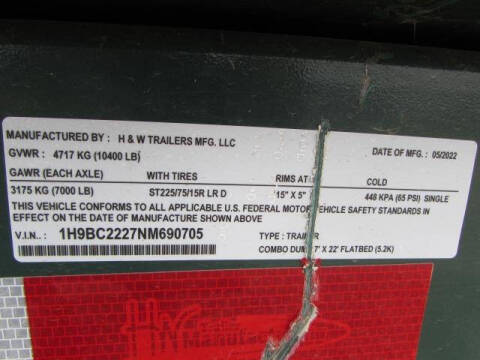 MANUFACTURED BY : H & W TRAILERS MFG. LLC
GVWR : 4717 KG (10400 LB) DATE OF MFG. : 05/2022
GAWR (EACH AXLE) WITH TIRES RIMS AT COLD
3175 KG (7000 LB) ST225/75/15R LR D 15" X 5" 448 KPA (65 PSI) SINGLE
THIS VEHICLE CONFORMS TO ALL APPLICABLE U.S. FEDERAL MOTOR VEHICLE SAFETY STANDARDS IN
EFFECT ON THE DATE OF MANUFACTURE SHOWN ABOVE
V.I.N.. : 1H9BC2227NM690705 TYPE : TRAILER
COMBO 7' X 22' FLATBED (5.2K)